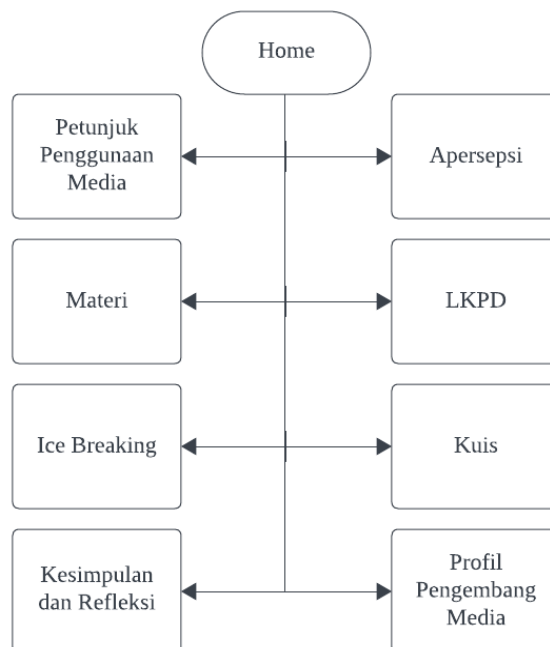 Home
Petunjuk
Penggunaan
Media
Apersepsi
Materi
LKPD
Ice Breaking
Kuis
Kesimpulan
dan Refleksi
Profil
Pengembang
Media